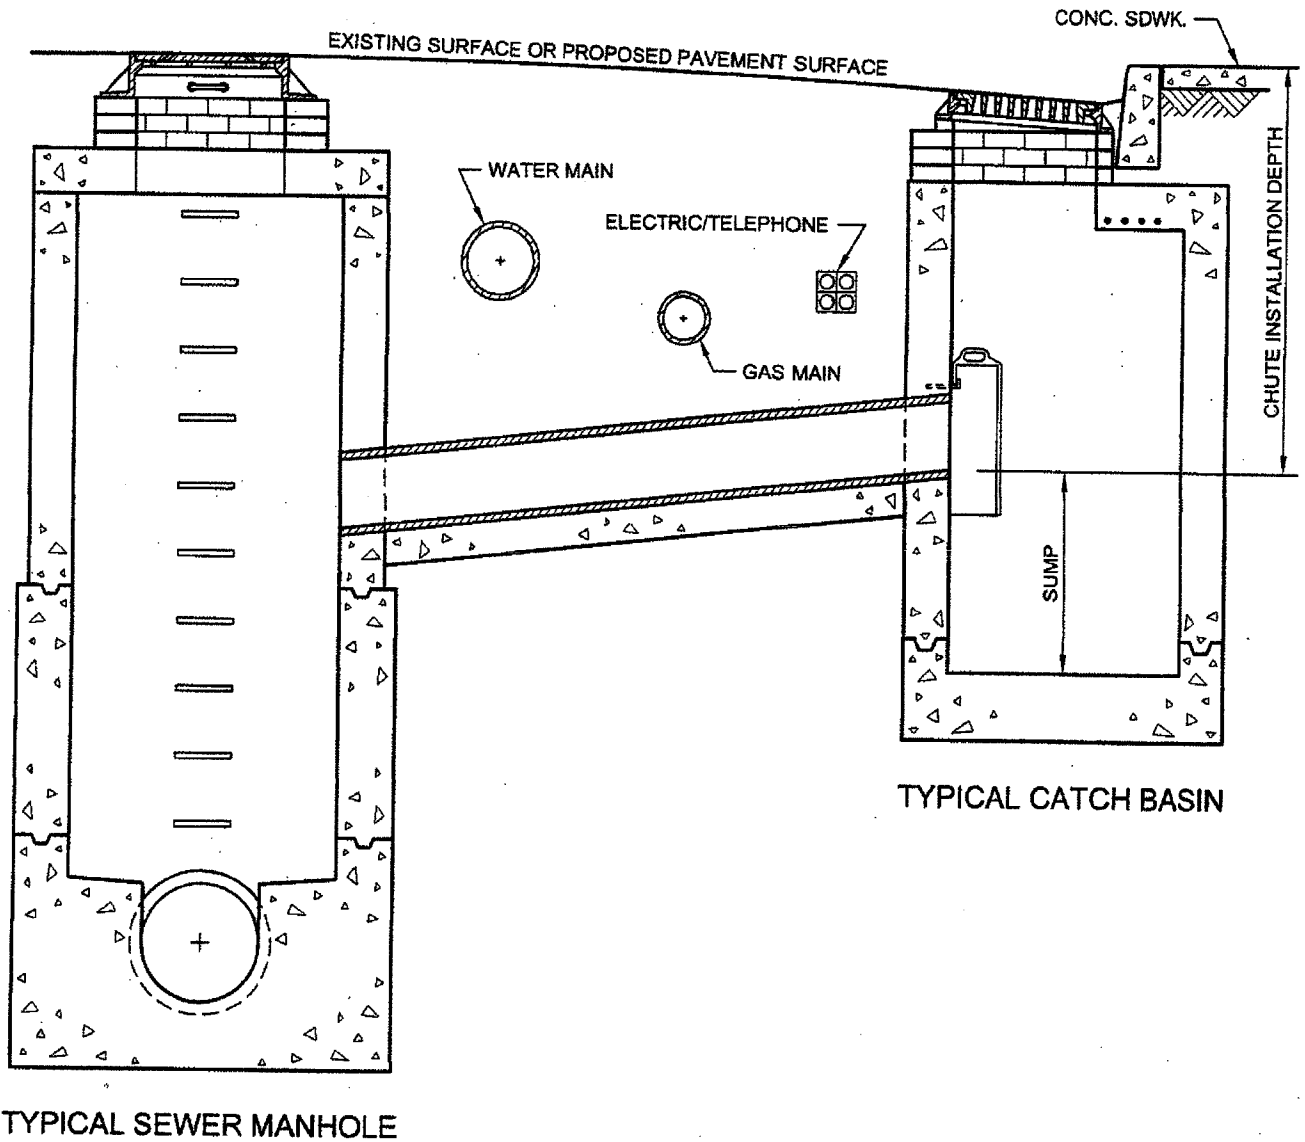 CONC. SDWK.
EXISTING SURFACE OR PROPOSED PAVEMENT SURFACE
WATER MAIN
ELECTRIC/TELEPHONE
GAS MAIN
CHUTE INSTALLATION DEPTH
SUMP
TYPICAL CATCH BASIN
TYPICAL SEWER MANHOLE